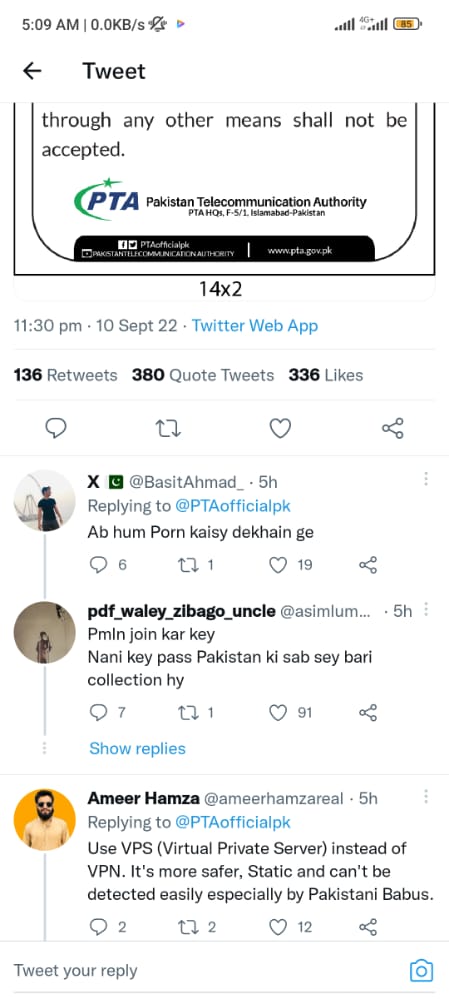 5:09 AM | 0.0KB/s
4G+
85
Tweet
through any other means shall not be
accepted.
PTA
Pakistan Telecommunication Authority
PTA HQs, F-5/1, Islamabad-Pakistan
PTAofficialpk
PAKISTANTELECOMMUNICATIONAUTHORITY
www.pta.gov.pk
14x2
11:30 pm · 10 Sept 22 · Twitter Web App
136 Retweets 380 Quote Tweets 336 Likes
X 🇵🇰 @BasitAhmad_ · 5h
Replying to @PTAofficialpk
Ab hum Porn kaisy dekhain ge
6 1 19
pdf_waley_zibago_uncle @asimlum... · 5h
Pmln join kar key
Nani key pass Pakistan ki sab sey bari
collection hy
7 1 91
Show replies
Ameer Hamza @ameerhamzareal · 5h
Replying to @PTAofficialpk
Use VPS (Virtual Private Server) instead of
VPN. It's more safer, Static and can't be
detected easily especially by Pakistani Babus.
2 2 12
Tweet your reply